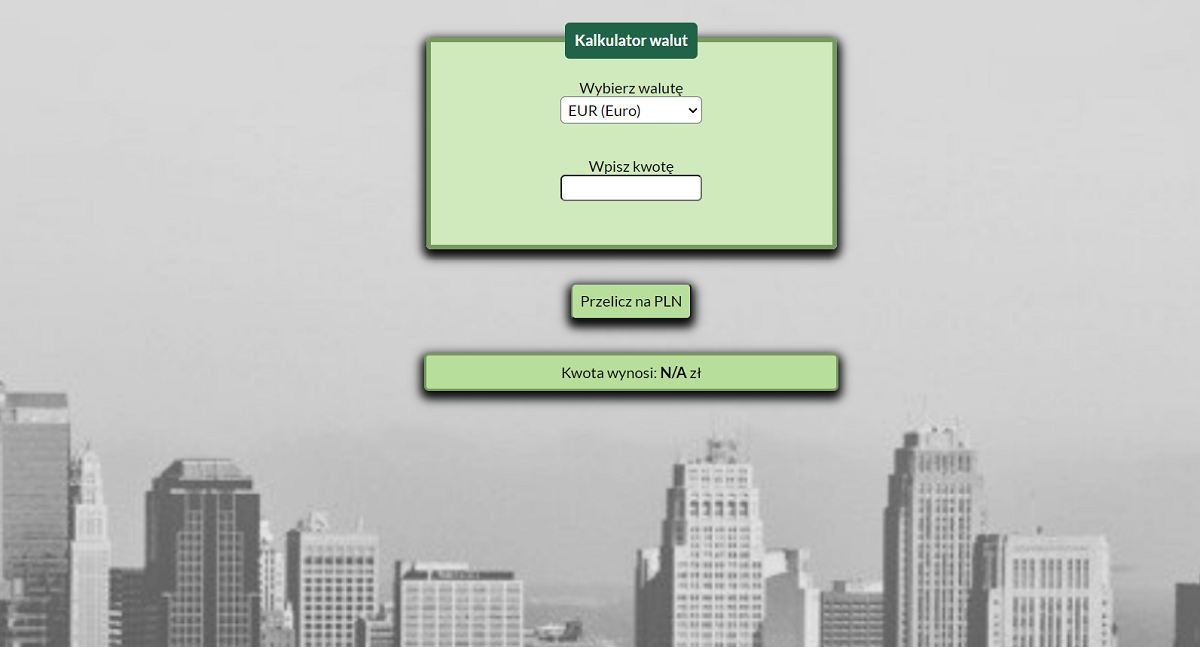 Kalkulator walut
Wybierz walutę
EUR (Euro)
Wpisz kwotę
Przelicz na PLN
Kwota wynosi: N/A zł